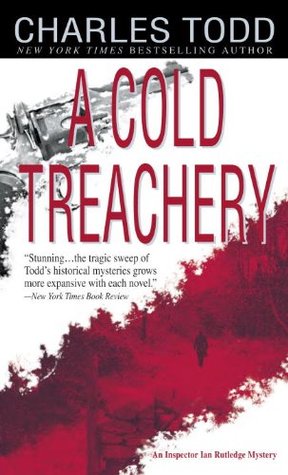 CHARLES TODD
NEW YORK TIMES BESTSELLING AUTHOR
A COLD
TREACHERY
“Stunning...the tragic sweep of
Todd’s historical mysteries grows
more expansive with each novel.”
—New York Times Book Review
An Inspector Ian Rutledge Mystery